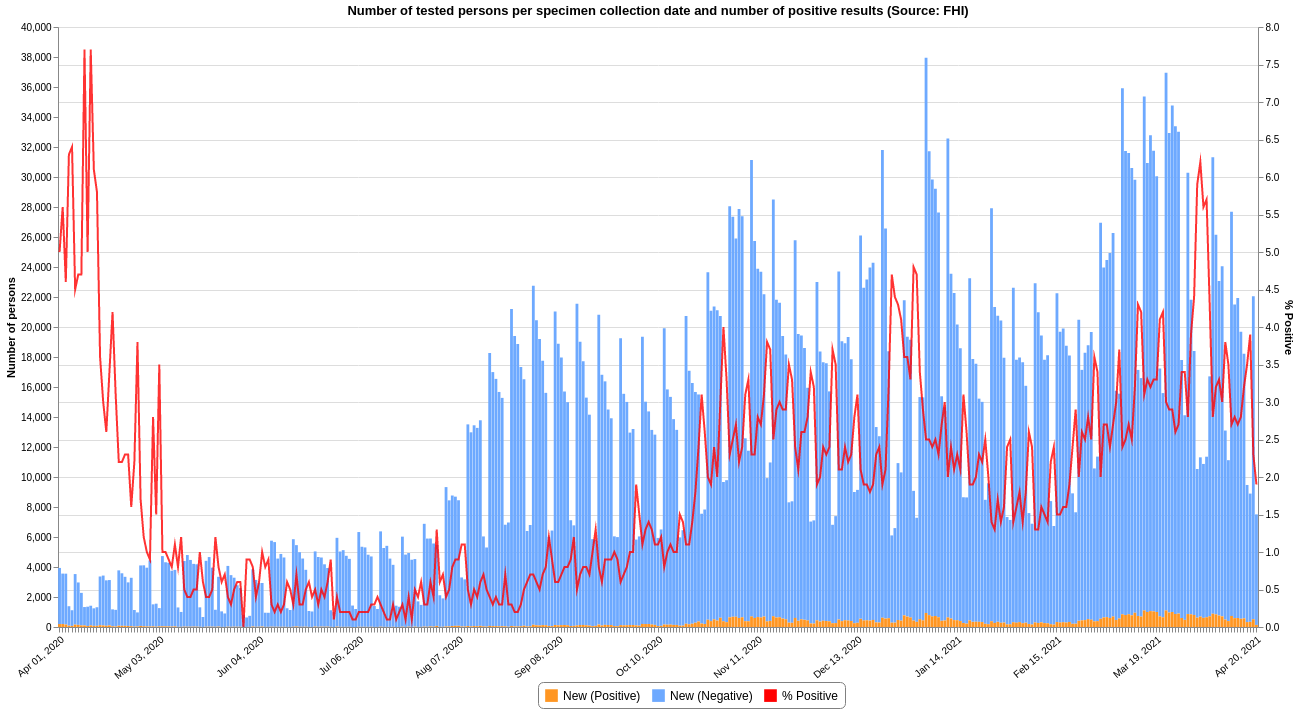 Number of tested persons per specimen collection date and number of positive results (Source: FHI)
40,000
38,000
36,000
34,000
32,000
30,000
28,000
26,000
24,000
22,000
20,000
18,000
16,000
14,000
12,000
10,000
8,000
6,000
4,000
2,000
0
Number of persons
8.0
7.5
7.0
6.5
6.0
5.5
5.0
4.5
4.0
3.5
3.0
2.5
2.0
1.5
1.0
0.5
0.0
% Positive
Apr 01, 2020
May 03, 2020
Jun 04, 2020
Jul 06, 2020
Aug 07, 2020
Sep 08, 2020
Oct 10, 2020
Nov 11, 2020
Dec 13, 2020
Jan 14, 2021
Feb 15, 2021
Mar 19, 2021
Apr 20, 2021
New (Positive) New (Negative) % Positive